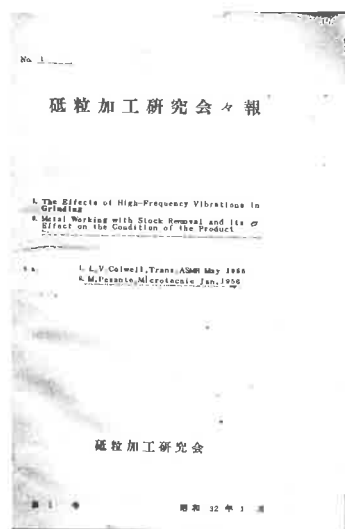 No. 1
砥粒加工研究会々報
1. The Effects of High-Frequency Vibrations in
Grinding
2. Metal Working with Stock Removal and its
Effect on the Condition of the Product
1. L.V Colwell, Trans. ASME May 1956
2. M. Pesante, Microtecnic Jan, 1956
砥粒加工研究会
第 1 号
昭和 32 年 1 月